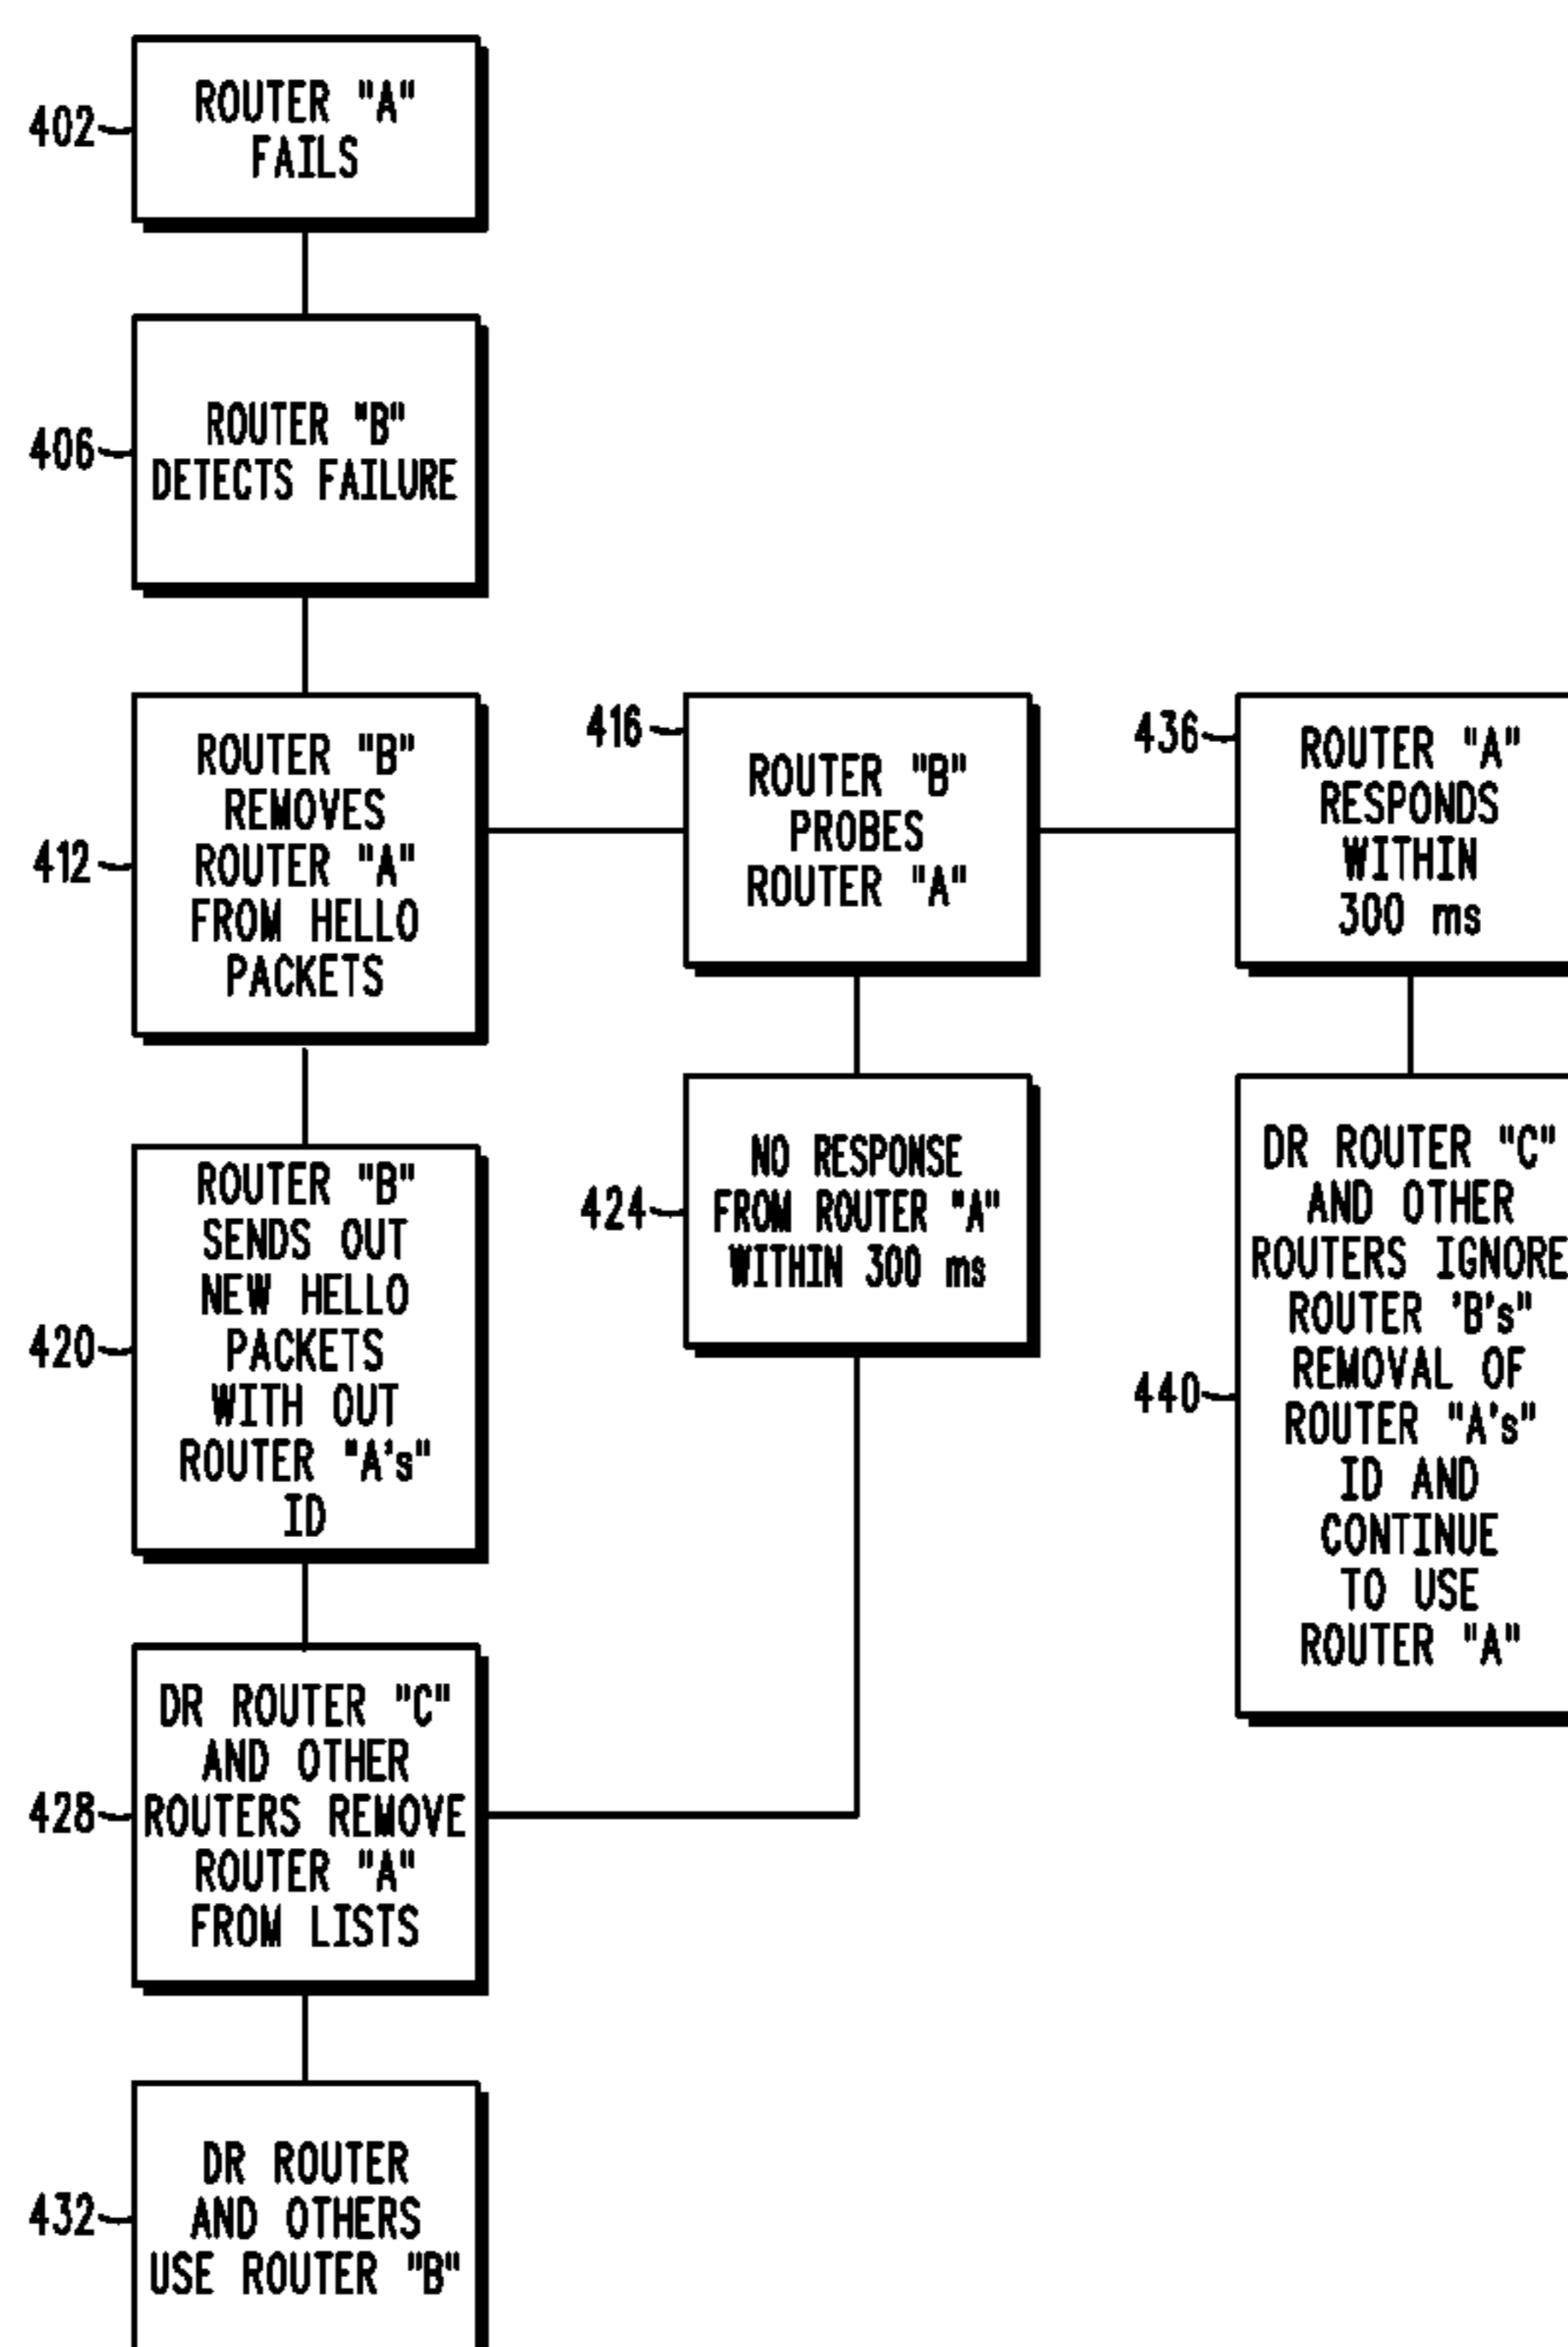 402
ROUTER "A"
FAILS
406
ROUTER "B"
DETECTS FAILURE
412
ROUTER "B"
REMOVES
ROUTER "A"
FROM HELLO
PACKETS
416
ROUTER "B"
PROBES
ROUTER "A"
436
ROUTER "A"
RESPONDS
WITHIN
300 ms
420
ROUTER "B"
SENDS OUT
NEW HELLO
PACKETS
WITH OUT
ROUTER "A's"
ID
424
NO RESPONSE
FROM ROUTER "A"
WITHIN 300 ms
440
DR ROUTER "C"
AND OTHER
ROUTERS IGNORE
ROUTER 'B's"
REMOVAL OF
ROUTER "A's"
ID AND
CONTINUE
TO USE
ROUTER "A"
428
DR ROUTER "C"
AND OTHER
ROUTERS REMOVE
ROUTER "A"
FROM LISTS
432
DR ROUTER
AND OTHERS
USE ROUTER "B"